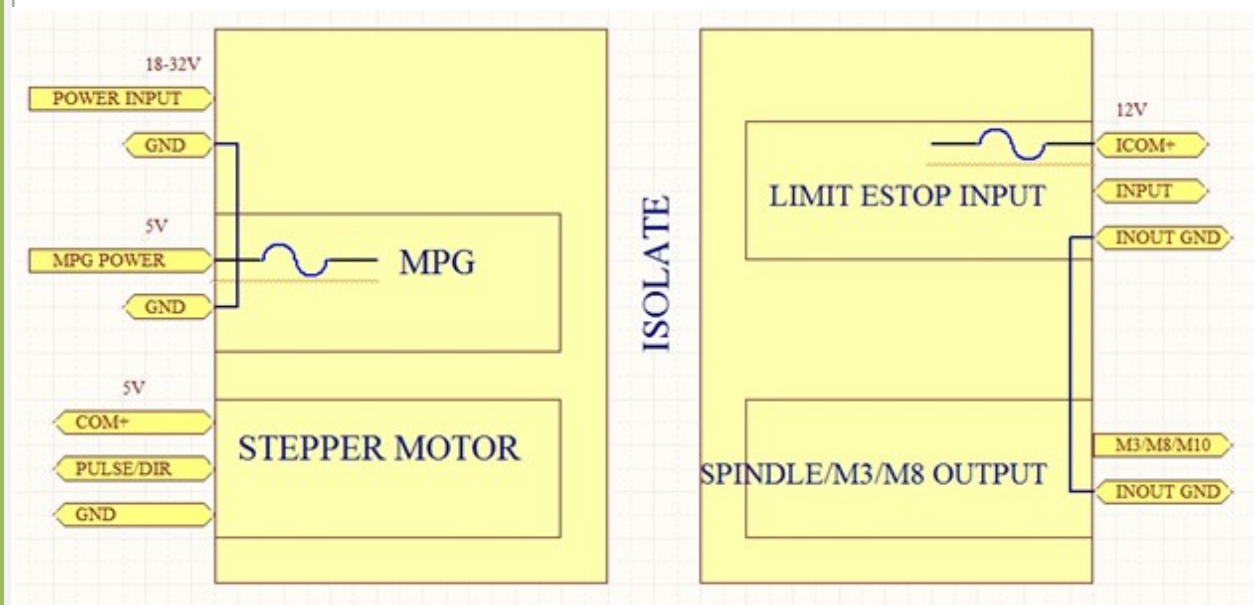 18-32V
POWER INPUT
GND
5V
MPG POWER
MPG
GND
5V
COM+
STEPPER MOTOR
PULSE/DIR
GND
ISOLATE
12V
ICOM+
LIMIT ESTOP INPUT
INPUT
INOUT GND
M3/M8/M10
SPINDLE/M3/M8 OUTPUT
INOUT GND